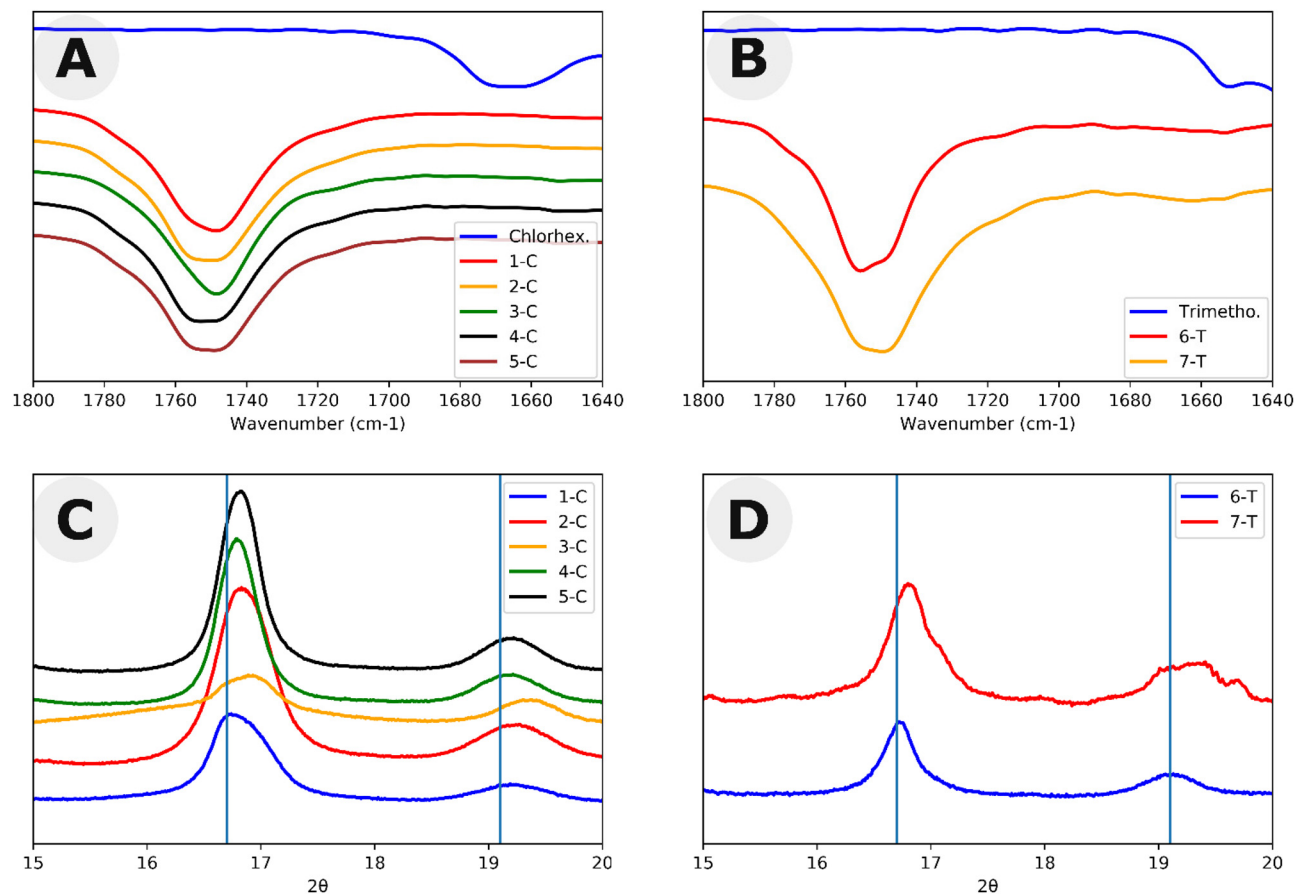 A
Chlorhex.
1-C
2-C
3-C
4-C
5-C
1800 1780 1760 1740 1720 1700 1680 1660 1640
Wavenumber (cm-1)
B
Trimetho.
6-T
7-T
1800 1780 1760 1740 1720 1700 1680 1660 1640
Wavenumber (cm-1)
C
1-C
2-C
3-C
4-C
5-C
15 16 17 18 19 20
2θ
D
6-T
7-T
15 16 17 18 19 20
2θ